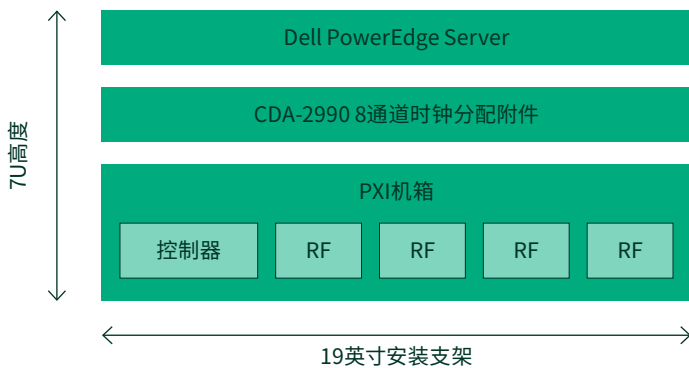 Dell PowerEdge Server
CDA-2990 8通道时钟分配附件
7U高度
PXI机箱
控制器
RF
RF
RF
RF
19英寸安装支架